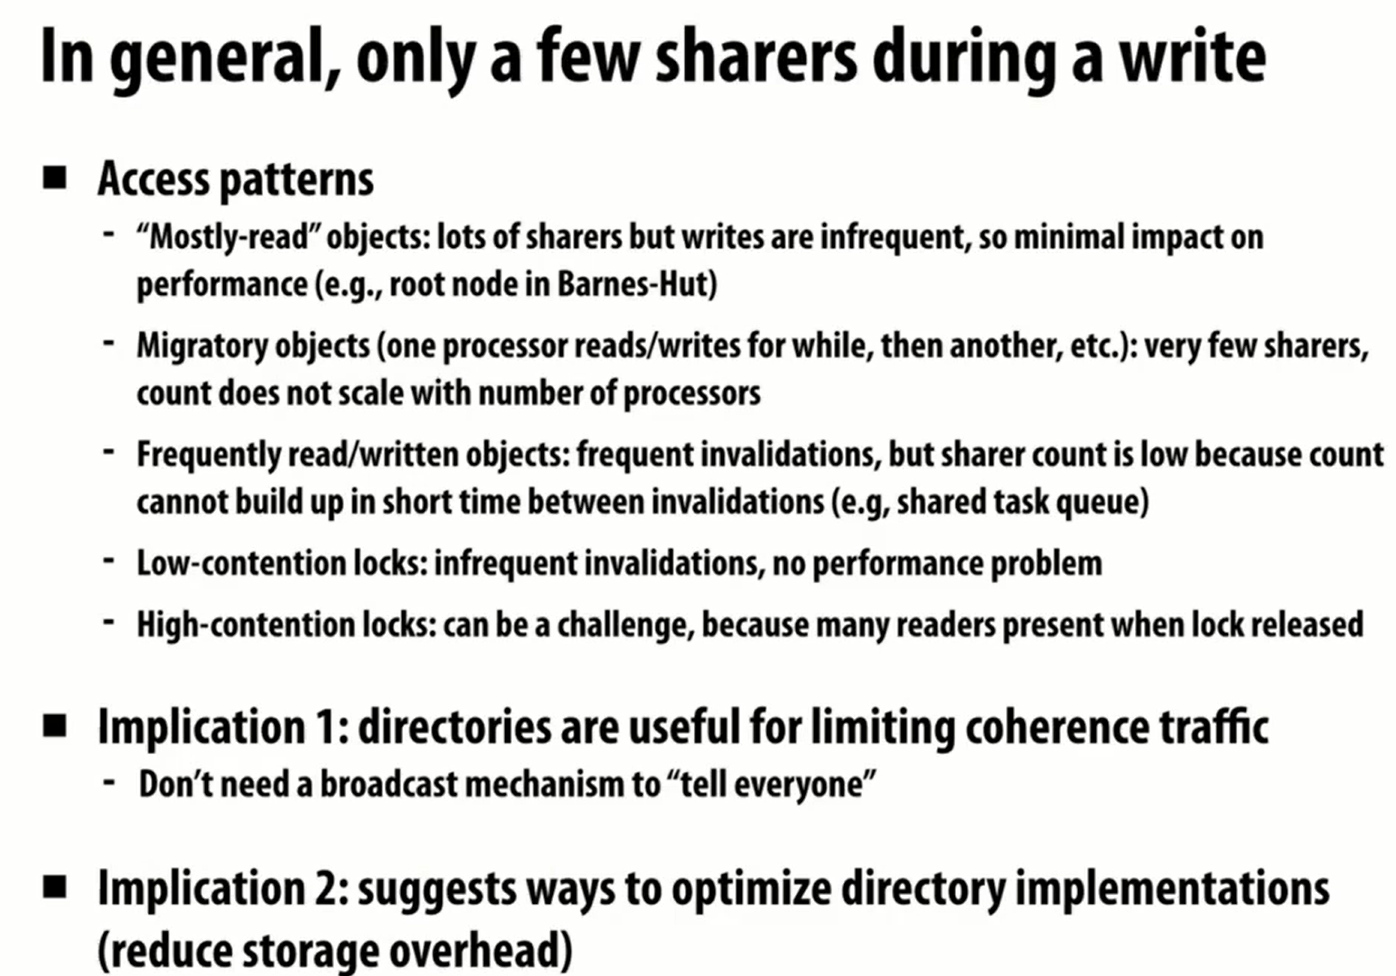 In general, only a few sharers during a write
■ Access patterns
- “Mostly-read” objects: lots of sharers but writes are infrequent, so minimal impact on
performance (e.g., root node in Barnes-Hut)
- Migratory objects (one processor reads/writes for while, then another, etc.): very few sharers,
count does not scale with number of processors
- Frequently read/written objects: frequent invalidations, but sharer count is low because count
cannot build up in short time between invalidations (e.g, shared task queue)
- Low-contention locks: infrequent invalidations, no performance problem
- High-contention locks: can be a challenge, because many readers present when lock released
■ Implication 1: directories are useful for limiting coherence traffic
- Don’t need a broadcast mechanism to “tell everyone”
■ Implication 2: suggests ways to optimize directory implementations
(reduce storage overhead)